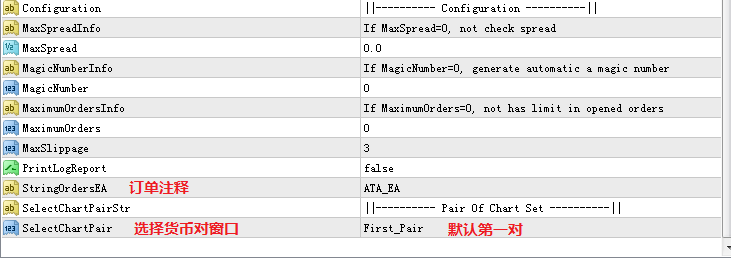 Configuration ||---------- Configuration ----------||
MaxSpreadInfo If MaxSpread=0, not check spread
MaxSpread 0.0
MagicNumberInfo If MagicNumber=0, generate automatic a magic number
MagicNumber 0
MaximumOrdersInfo If MaximumOrders=0, not has limit in opened orders
MaximumOrders 0
MaxSlippage 3
PrintLogReport false
StringOrdersEA 订单注释 ATA_EA
SelectChartPairStr ||---------- Pair Of Chart Set ----------||
SelectChartPair 选择货币对窗口 First_Pair 默认第一对